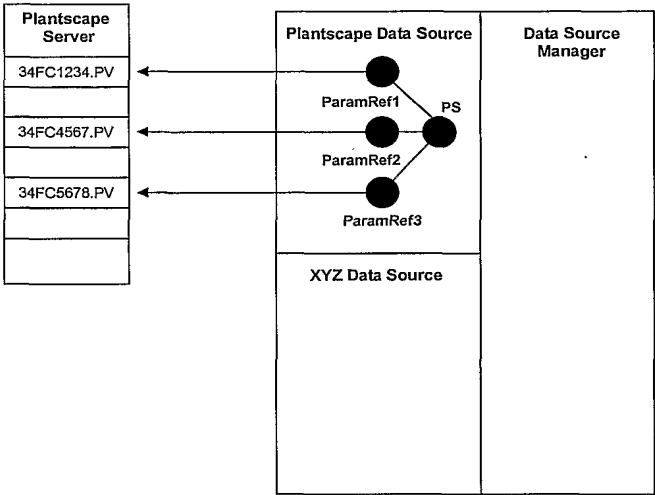 Plantscape
Server
34FC1234.PV
34FC4567.PV
34FC5678.PV
Plantscape Data Source
ParamRef1
PS
ParamRef2
ParamRef3
XYZ Data Source
Data Source
Manager